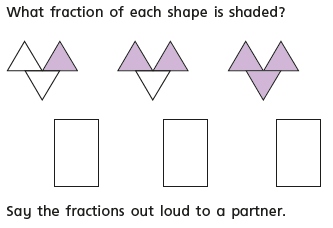 What fraction of each shape is shaded?
Say the fractions out loud to a partner.